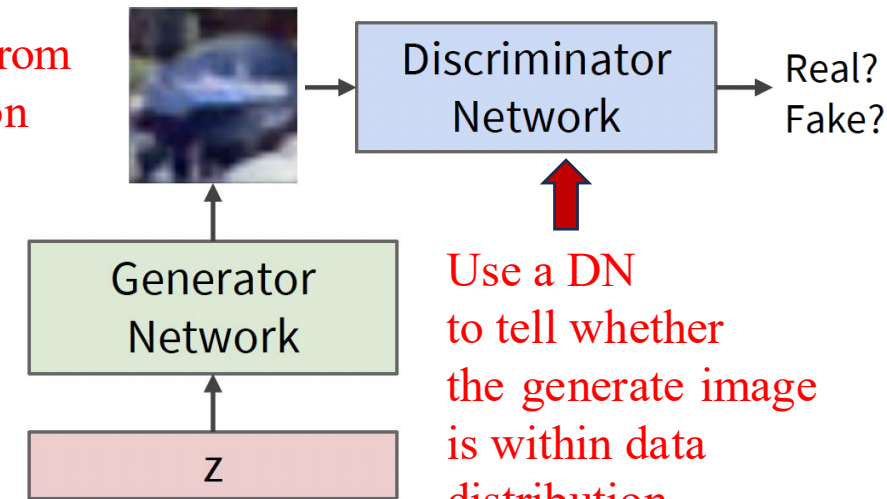 rom
on
Discriminator
Network
Real?
Fake?
Generator
Network
z
Use a DN
to tell whether
the generate image
is within data
distribution